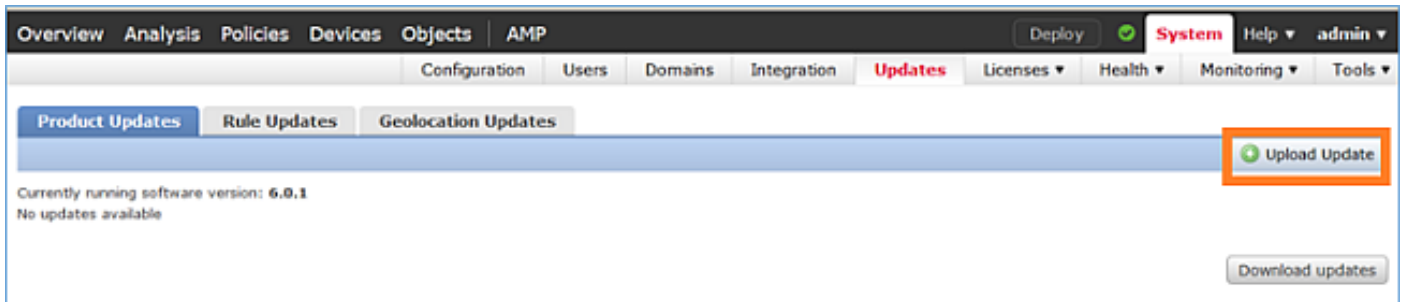 Overview Analysis Policies Devices Objects AMP Deploy System Help ▾ admin ▾
Configuration Users Domains Integration Updates Licenses ▾ Health ▾ Monitoring ▾ Tools ▾
Product Updates Rule Updates Geolocation Updates
Upload Update
Currently running software version: 6.0.1
No updates available
Download updates